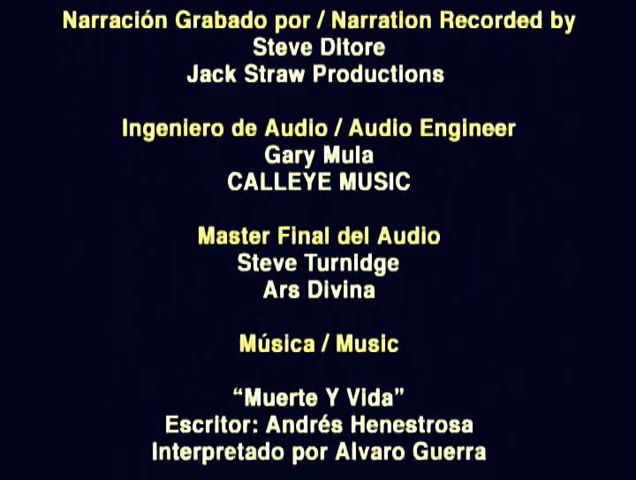 Narración Grabado por / Narration Recorded by
Steve Ditore
Jack Straw Productions
Ingeniero de Audio / Audio Engineer
Gary Mula
CALLEYE MUSIC
Master Final del Audio
Steve Turnidge
Ars Divina
Música / Music
“Muerte Y Vida”
Escritor: Andrés Henestrosa
Interpretado por Alvaro Guerra